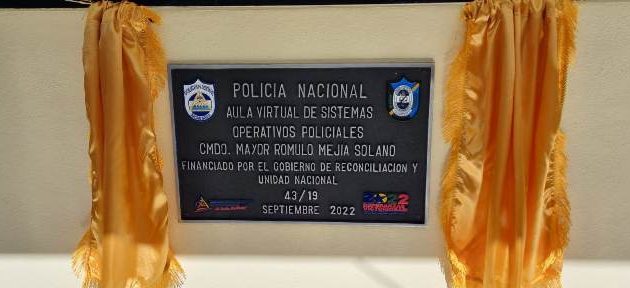 POLICIA NACIONAL
AULA VIRTUAL DE SISTEMAS
OPERATIVOS POLICIALES
CMDO. MAYOR ROMULO MEJIA SOLANO
FINANCIADO POR EL GOBIERNO DE RECONCILIACION Y
UNIDAD NACIONAL
43/19
SEPTIEMBRE 2022
2022